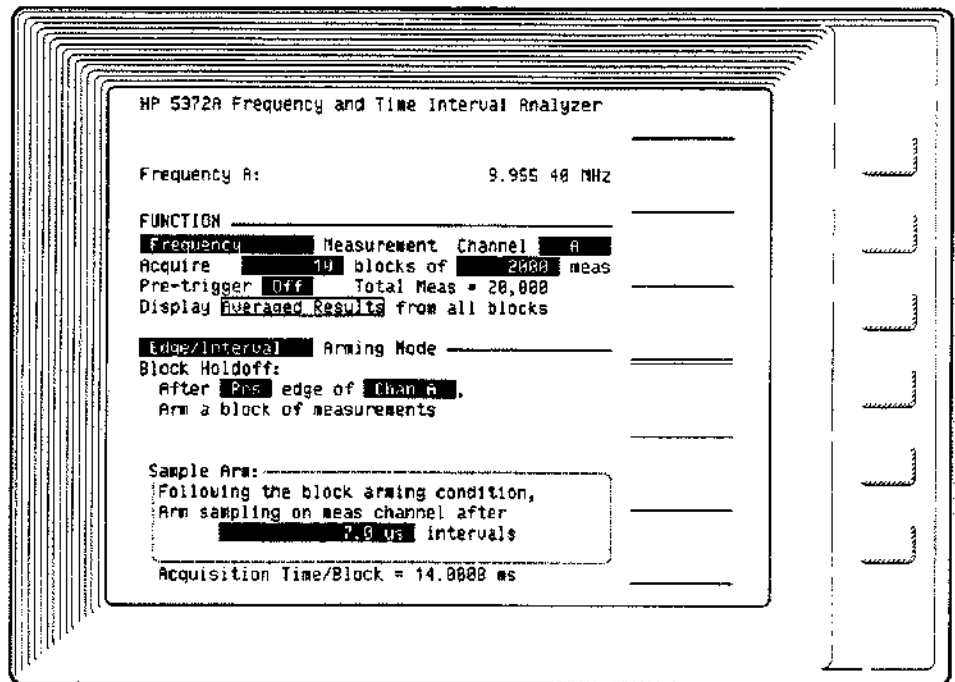 HP 5372A Frequency and Time Interval Analyzer
Frequency A: 9.955 40 MHz
FUNCTION
Frequency Measurement Channel A
Acquire 10 blocks of 2000 meas
Pre-trigger Off Total Meas = 20,000
Display Averaged Results from all blocks
Edge/Interval Arming Mode
Block Holdoff:
After Pos edge of Chan A ,
Arm a block of measurements
Sample Arm:
Following the block arming condition,
Arm sampling on meas channel after
7.0 us intervals
Acquisition Time/Block = 14.0000 ms